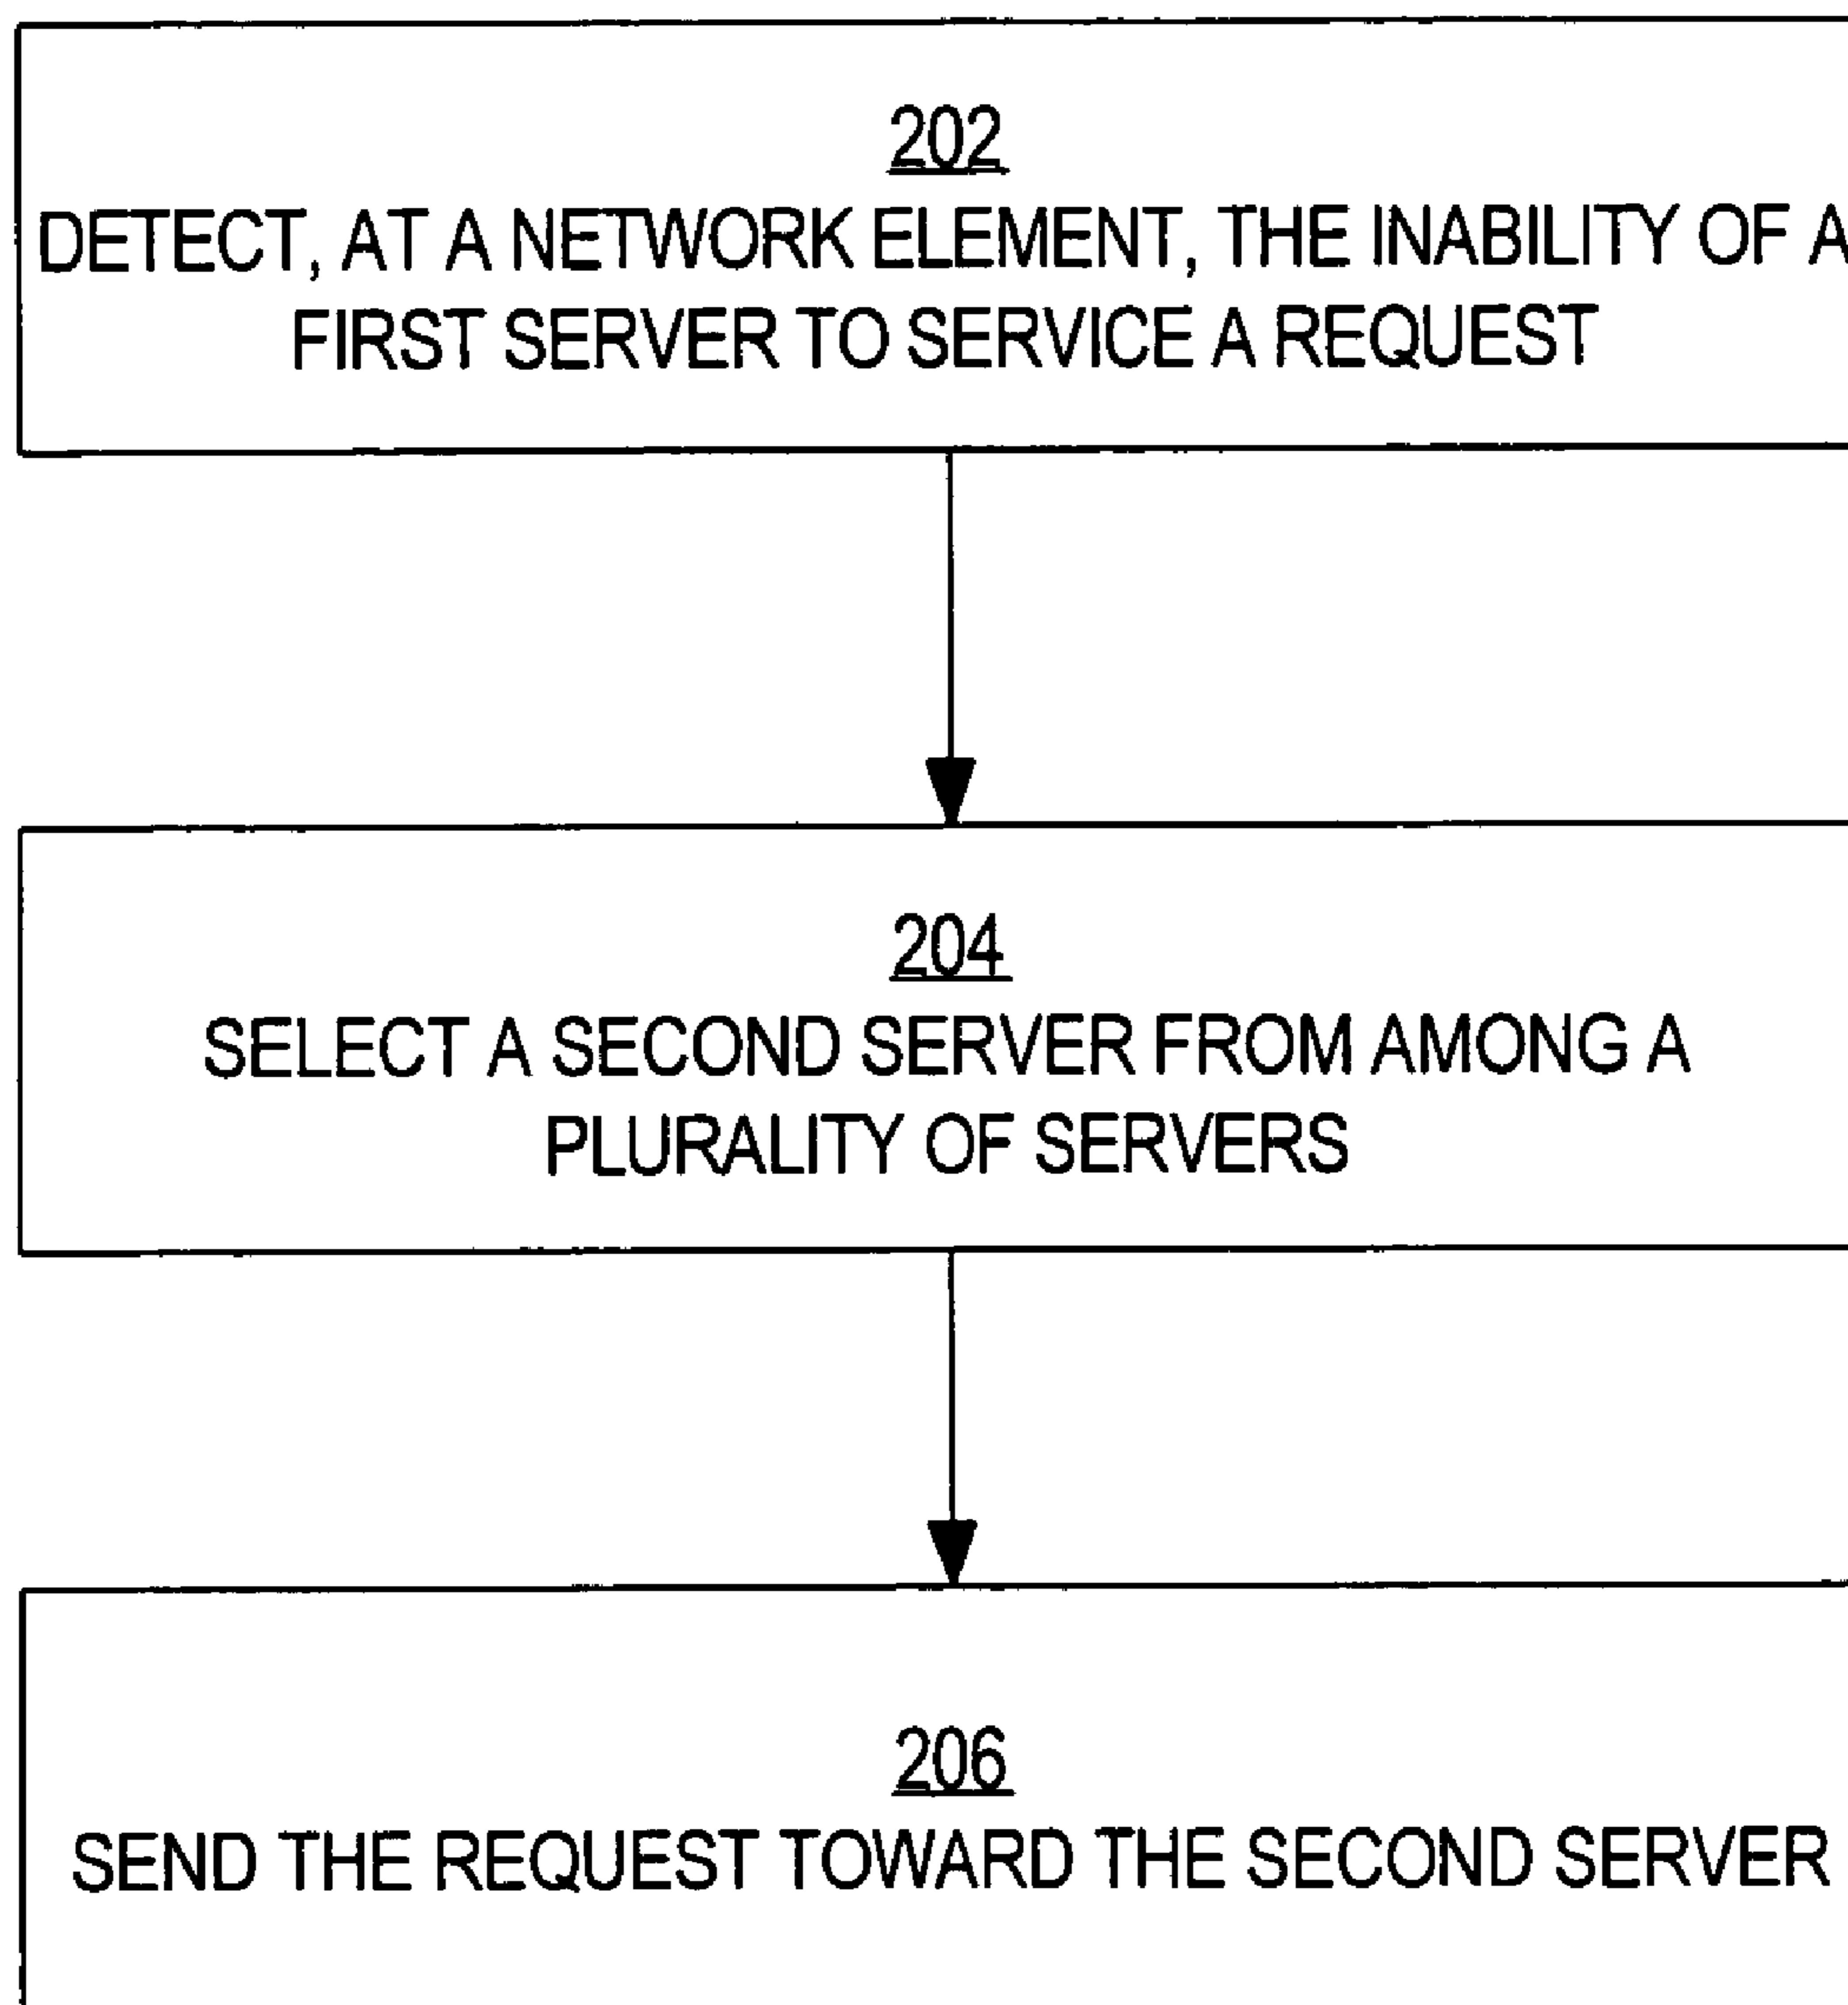 202
DETECT, AT A NETWORK ELEMENT, THE INABILITY OF A
FIRST SERVER TO SERVICE A REQUEST
204
SELECT A SECOND SERVER FROM AMONG A
PLURALITY OF SERVERS
206
SEND THE REQUEST TOWARD THE SECOND SERVER